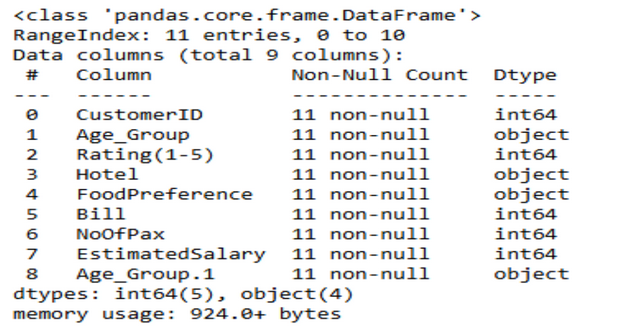 <class 'pandas.core.frame.DataFrame'>
RangeIndex: 11 entries, 0 to 10
Data columns (total 9 columns):
 #   Column           Non-Null Count  Dtype
---  ------           --------------  -----
 0   CustomerID       11 non-null     int64
 1   Age_Group        11 non-null     object
 2   Rating(1-5)      11 non-null     int64
 3   Hotel            11 non-null     object
 4   FoodPreference   11 non-null     object
 5   Bill             11 non-null     int64
 6   NoOfPax          11 non-null     int64
 7   EstimatedSalary  11 non-null     int64
 8   Age_Group.1      11 non-null     object
dtypes: int64(5), object(4)
memory usage: 924.0+ bytes